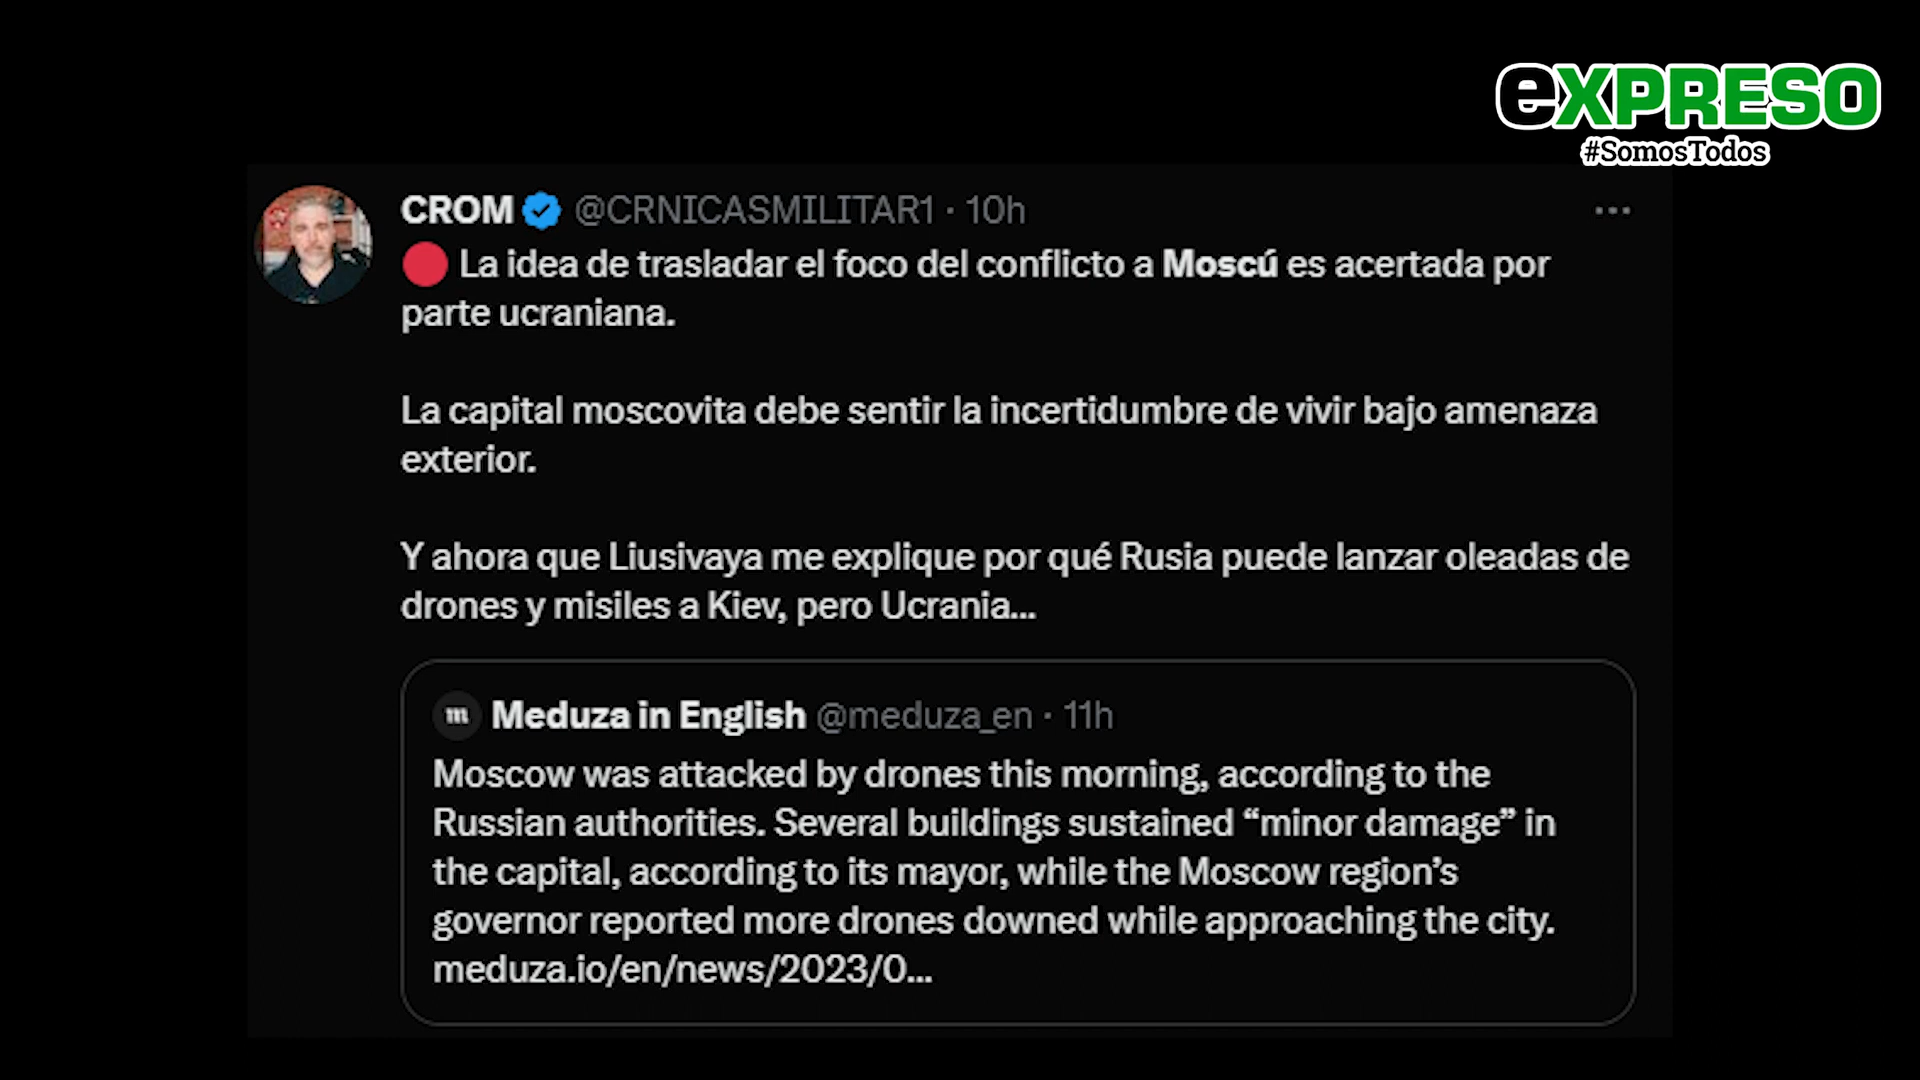 eXPRESO
#SomosTodos
CROM @CRNICASMILITAR1 · 10h
🔴 La idea de trasladar el foco del conflicto a Moscú es acertada por
parte ucraniana.
La capital moscovita debe sentir la incertidumbre de vivir bajo amenaza
exterior.
Y ahora que Liusivaya me explique por qué Rusia puede lanzar oleadas de
drones y misiles a Kiev, pero Ucrania...
m Meduza in English @meduza_en · 11h
Moscow was attacked by drones this morning, according to the
Russian authorities. Several buildings sustained “minor damage” in
the capital, according to its mayor, while the Moscow region’s
governor reported more drones downed while approaching the city.
meduza.io/en/news/2023/0...